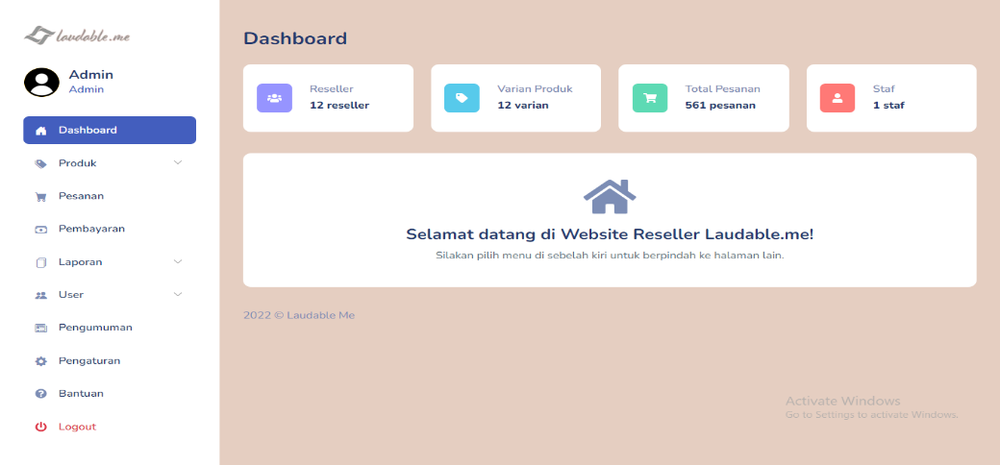 laudable.me
Admin
Admin
Dashboard
Produk
Pesanan
Pembayaran
Laporan
User
Pengumuman
Pengaturan
Bantuan
Logout
Dashboard
Reseller
12 reseller
Varian Produk
12 varian
Total Pesanan
561 pesanan
Staf
1 staf
Selamat datang di Website Reseller Laudable.me!
Silakan pilih menu di sebelah kiri untuk berpindah ke halaman lain.
2022 © Laudable Me
Activate Windows
Go to Settings to activate Windows.